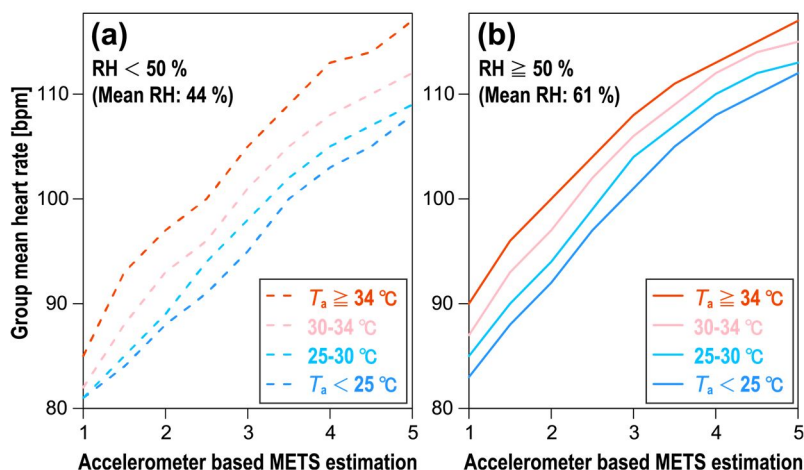 (a)
RH < 50 %
(Mean RH: 44 %)
Group mean heart rate [bpm]
110
100
90
80
Tₐ ≧ 34 ℃
30-34 ℃
25-30 ℃
Tₐ < 25 ℃
1 2 3 4 5
Accelerometer based METS estimation
(b)
RH ≧ 50 %
(Mean RH: 61 %)
110
100
90
80
Tₐ ≧ 34 ℃
30-34 ℃
25-30 ℃
Tₐ < 25 ℃
1 2 3 4 5
Accelerometer based METS estimation